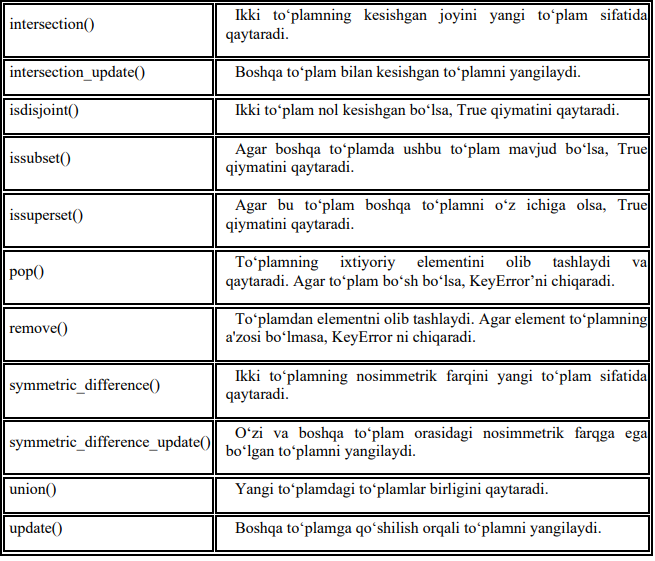 intersection()
Ikki to‘plamning kesishgan joyini yangi to‘plam sifatida
qaytaradi.
intersection_update()
Boshqa to‘plam bilan kesishgan to‘plamni yangilaydi.
isdisjoint()
Ikki to‘plam nol kesishgan bo‘lsa, True qiymatini qaytaradi.
issubset()
Agar boshqa to‘plamda ushbu to‘plam mavjud bo‘lsa, True
qiymatini qaytaradi.
issuperset()
Agar bu to‘plam boshqa to‘plamni o‘z ichiga olsa, True
qiymatini qaytaradi.
pop()
To‘plamning ixtiyoriy elementini olib tashlaydi va
qaytaradi. Agar to‘plam bo‘sh bo‘lsa, KeyError’ni chiqaradi.
remove()
To‘plamdan elementni olib tashlaydi. Agar element to‘plamning
a'zosi bo‘lmasa, KeyError ni chiqaradi.
symmetric_difference()
Ikki to‘plamning nosimmetrik farqini yangi to‘plam sifatida
qaytaradi.
symmetric_difference_update()
O‘zi va boshqa to‘plam orasidagi nosimmetrik farqga ega
bo‘lgan to‘plamni yangilaydi.
union()
Yangi to‘plamdagi to‘plamlar birligini qaytaradi.
update()
Boshqa to‘plamga qo‘shilish orqali to‘plamni yangilaydi.